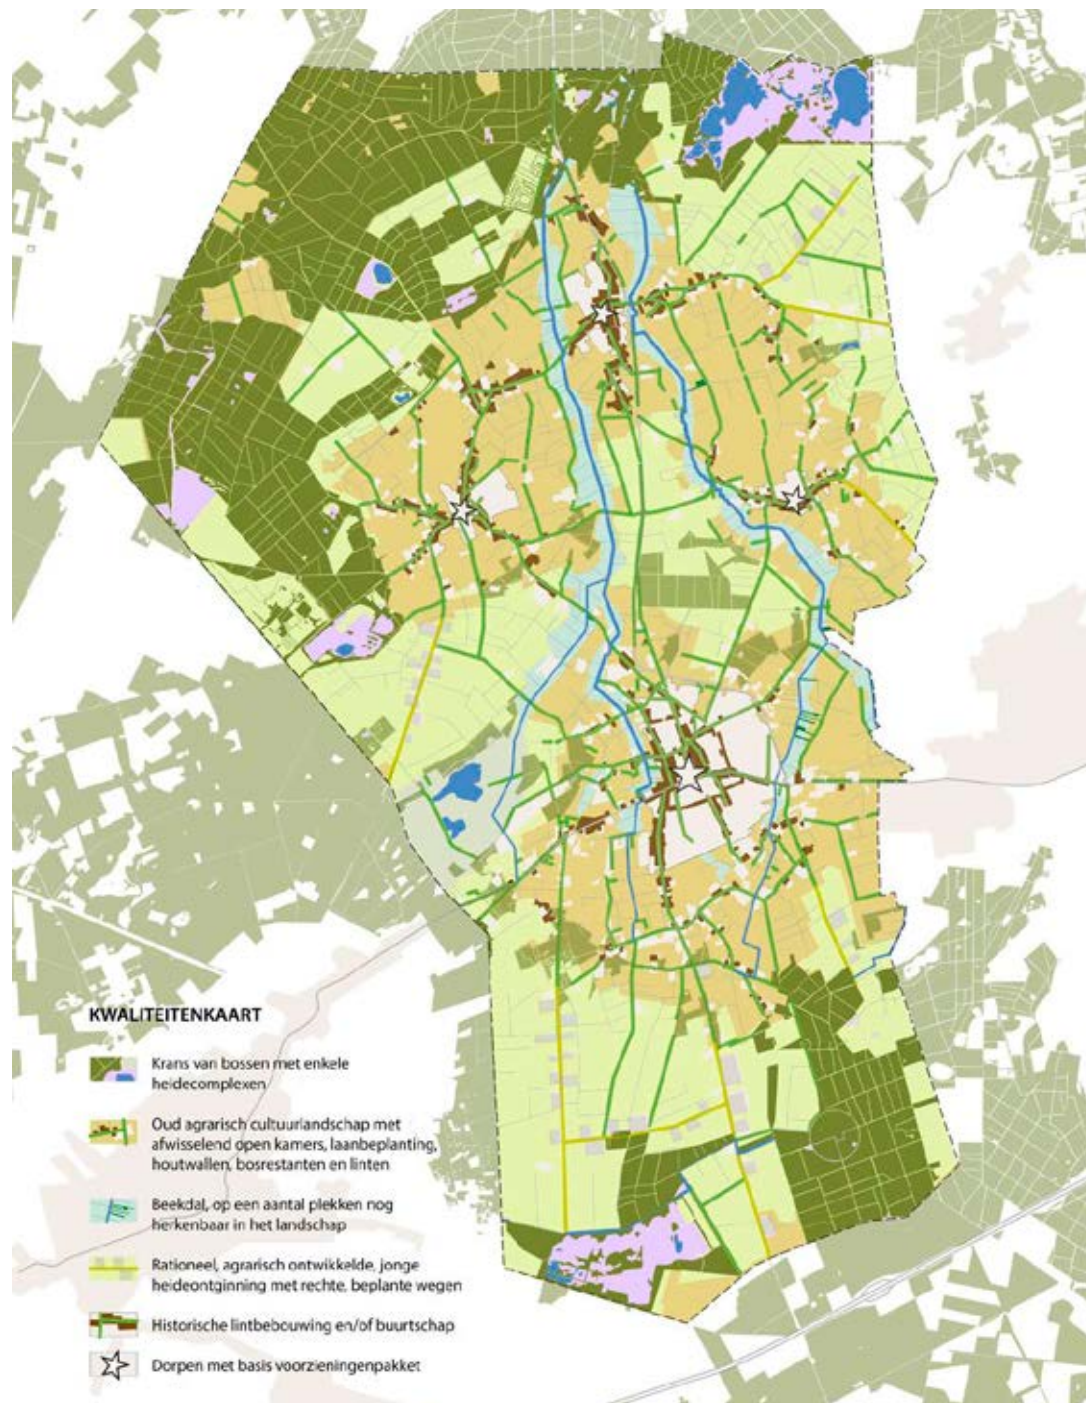 KWALITEITENKAART
Krans van bossen met enkele
heidecomplexen
Oud agrarisch cultuurlandschap met
afwisselend open kamers, laanbeplanting,
houtwallen, bosrestanten en linten
Beekdal, op een aantal plekken nog
herkenbaar in het landschap
Rationeel, agrarisch ontwikkelde, jonge
heideontginning met rechte, beplante wegen
Historische lintbebouwing en/of buurtschap
Dorpen met basis voorzieningenpakket